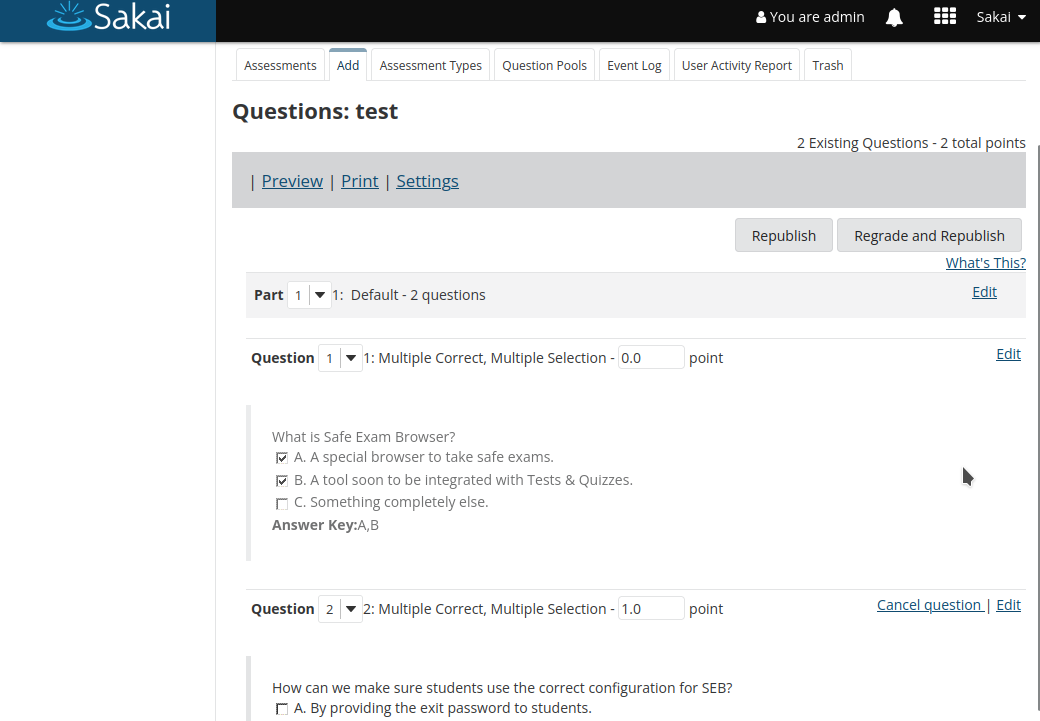 Sakai
You are admin
Sakai
Assessments
Add
Assessment Types
Question Pools
Event Log
User Activity Report
Trash
Questions: test
2 Existing Questions - 2 total points
| Preview | Print | Settings
Republish
Regrade and Republish
What's This?
Part 1 1: Default - 2 questions
Edit
Question 1 1: Multiple Correct, Multiple Selection - 0.0 point
Edit
What is Safe Exam Browser?
A. A special browser to take safe exams.
B. A tool soon to be integrated with Tests & Quizzes.
C. Something completely else.
Answer Key:A,B
Question 2 2: Multiple Correct, Multiple Selection - 1.0 point
Cancel question | Edit
How can we make sure students use the correct configuration for SEB?
A. By providing the exit password to students.